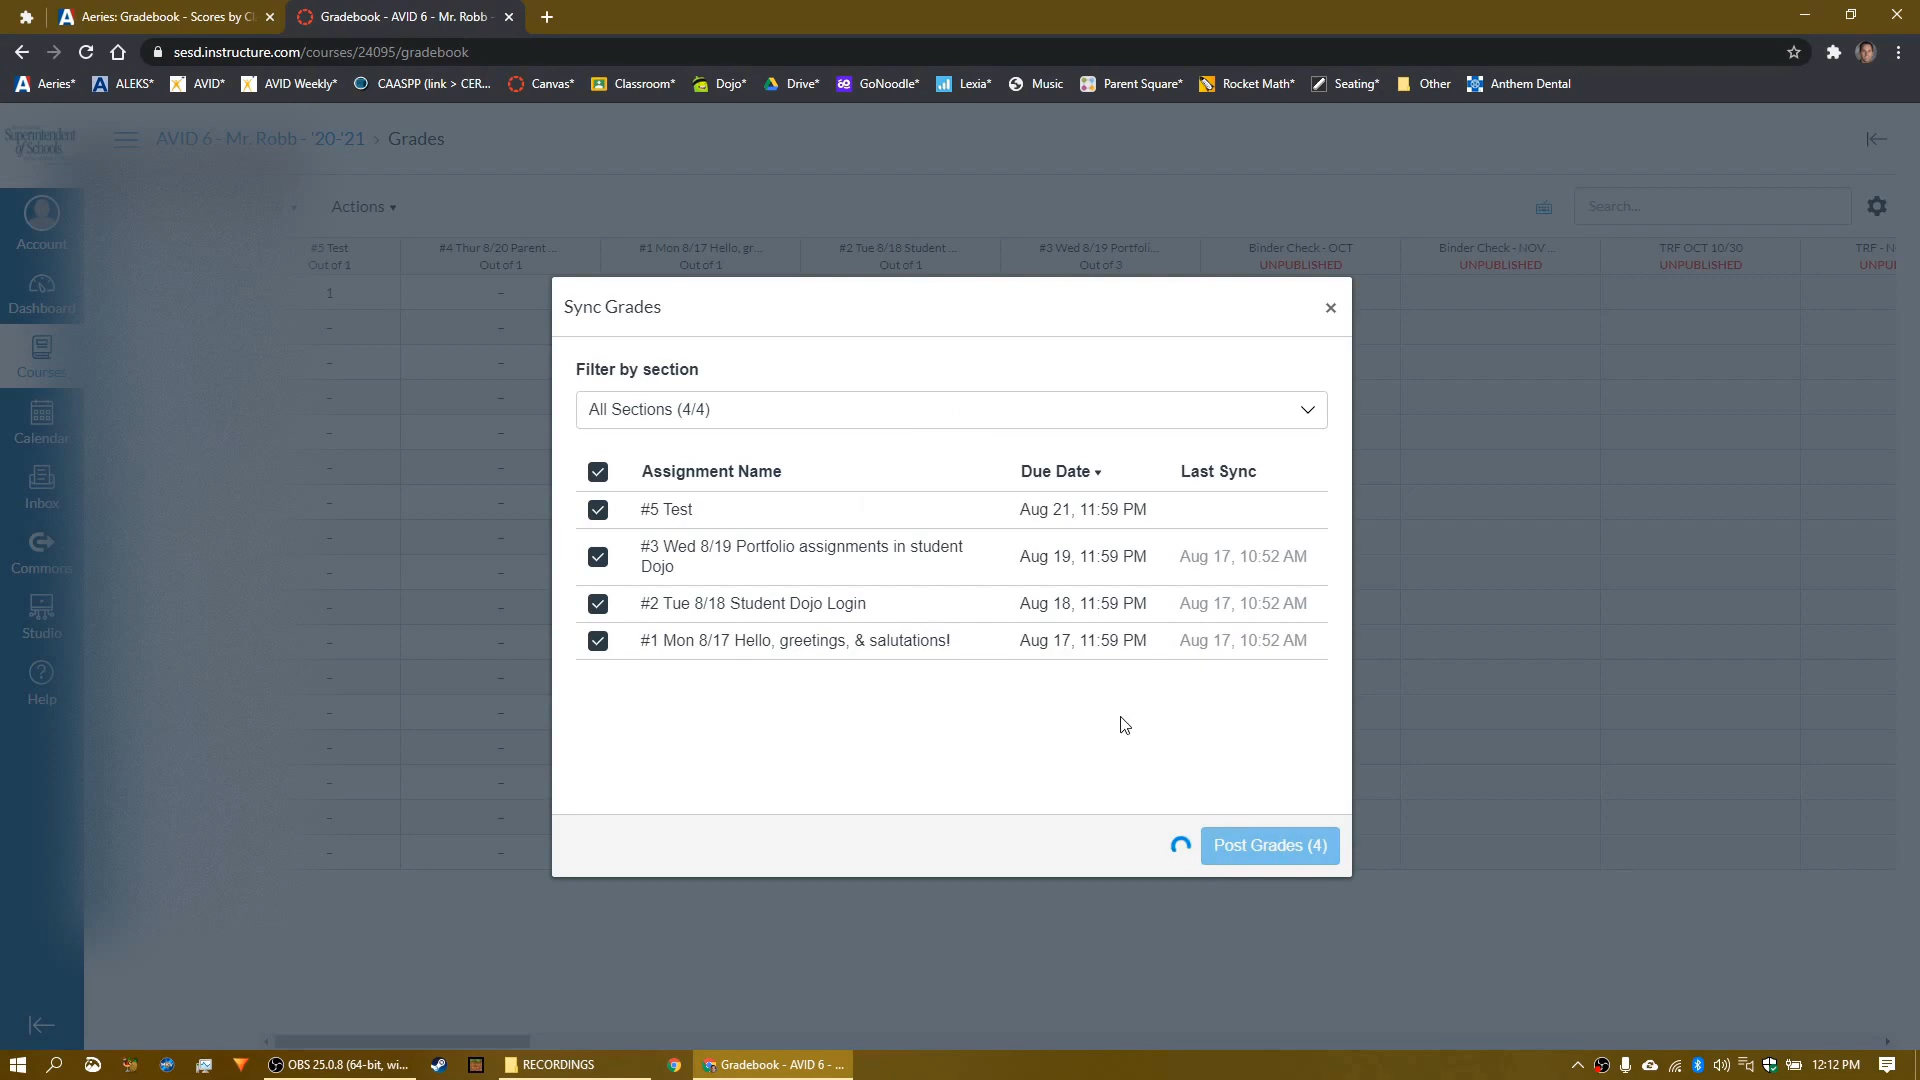 Aeries: Gradebook - Scores by Cl
Gradebook - AVID 6 - Mr. Robb -
sesd.instructure.com/courses/24095/gradebook
Aeries*
ALEKS*
AVID*
AVID Weekly*
CAASPP (link > CER...
Canvas*
Classroom*
Dojo*
Drive*
GoNoodle*
Lexia*
Music
Parent Square*
Rocket Math*
Seating*
Other
Anthem Dental
Superintendent
of Schools
AVID 6 - Mr. Robb - '20-'21 › Grades
Actions
Search...
#5 Test
Out of 1
#4 Thur 8/20 Parent ...
Out of 1
#1 Mon 8/17 Hello, gr...
Out of 1
#2 Tue 8/18 Student ...
Out of 1
#3 Wed 8/19 Portfoli...
Out of 3
Binder Check - OCT
UNPUBLISHED
Binder Check - NOV ...
UNPUBLISHED
TRF OCT 10/30
UNPUBLISHED
TRF - N
UNPUI
1
Account
Dashboard
Courses
Calendar
Inbox
Commons
Studio
Help
Sync Grades
Filter by section
All Sections (4/4)
Assignment Name
Due Date
Last Sync
#5 Test
Aug 21, 11:59 PM
#3 Wed 8/19 Portfolio assignments in student
Dojo
Aug 19, 11:59 PM
Aug 17, 10:52 AM
#2 Tue 8/18 Student Dojo Login
Aug 18, 11:59 PM
Aug 17, 10:52 AM
#1 Mon 8/17 Hello, greetings, & salutations!
Aug 17, 11:59 PM
Aug 17, 10:52 AM
Post Grades (4)
OBS 25.0.8 (64-bit, wi...
RECORDINGS
Gradebook - AVID 6 - ...
12:12 PM